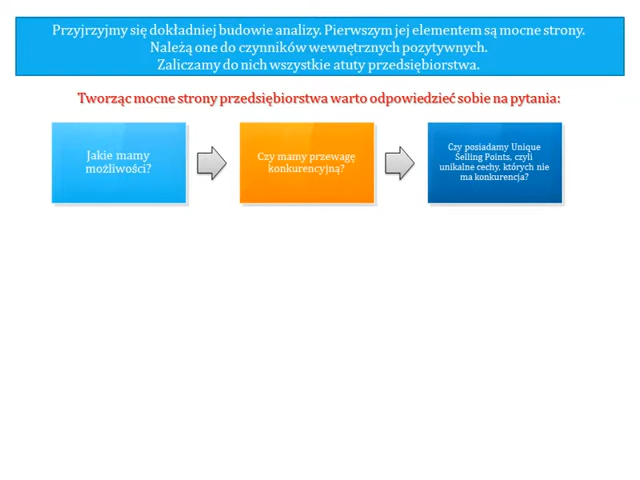 Przyjrzyjmy się dokładniej budowie analizy. Pierwszym jej elementem są mocne strony.
Należą one do czynników wewnętrznych pozytywnych.
Zaliczamy do nich wszystkie atuty przedsiębiorstwa.
Tworząc mocne strony przedsiębiorstwa warto odpowiedzieć sobie na pytania:
Jakie mamy
możliwości?
Czy mamy przewagę
konkurencyjną?
Czy posiadamy Unique
Selling Points, czyli
unikalne cechy, których nie
ma konkurencja?